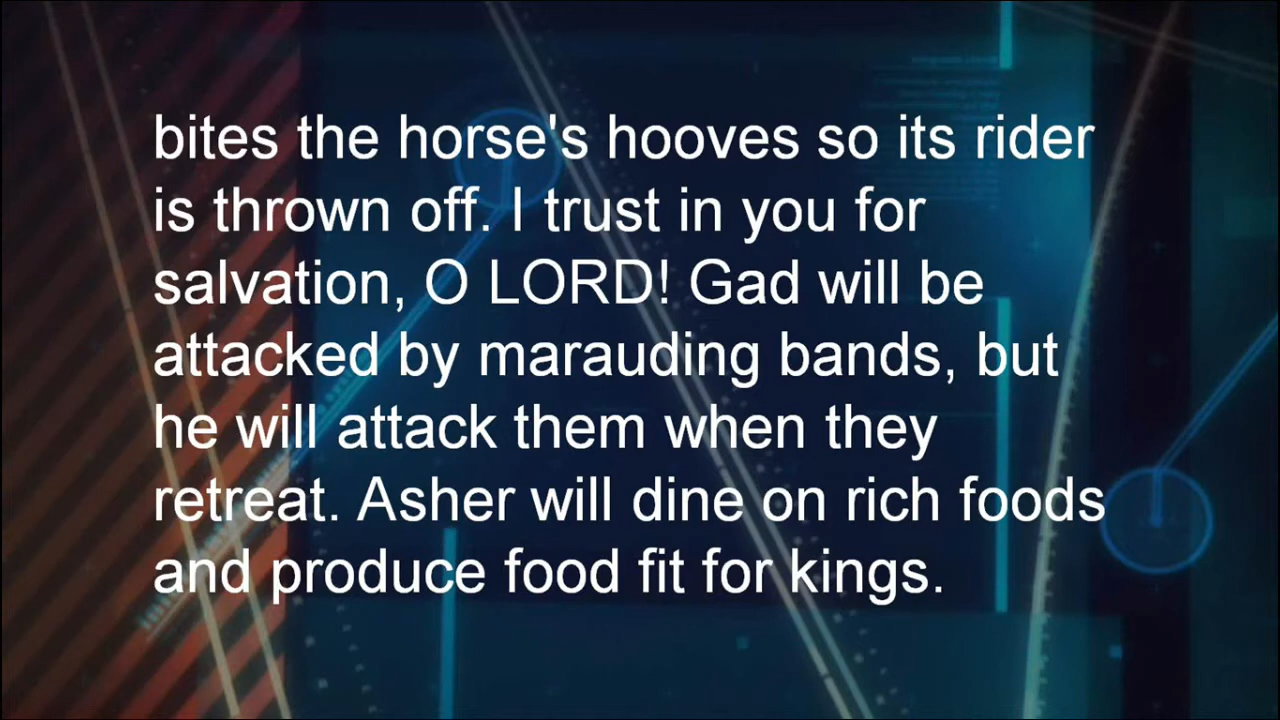 bites the horse's hooves so its rider
is thrown off. I trust in you for
salvation, O LORD! Gad will be
attacked by marauding bands, but
he will attack them when they
retreat. Asher will dine on rich foods
and produce food fit for kings.